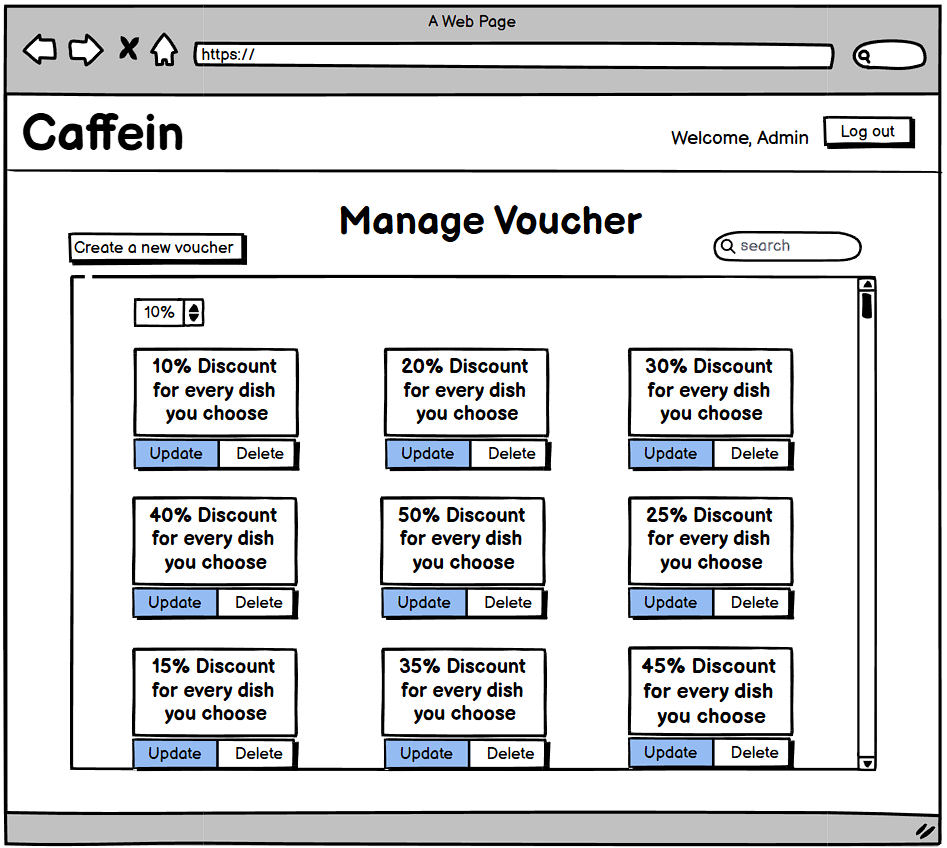 A Web Page
https://
Caffein
Welcome, Admin
Log out
Manage Voucher
Create a new voucher
search
10%
10% Discount
for every dish
you choose
Update
Delete
20% Discount
for every dish
you choose
Update
Delete
30% Discount
for every dish
you choose
Update
Delete
40% Discount
for every dish
you choose
Update
Delete
50% Discount
for every dish
you choose
Update
Delete
25% Discount
for every dish
you choose
Update
Delete
15% Discount
for every dish
you choose
Update
Delete
35% Discount
for every dish
you choose
Update
Delete
45% Discount
for every dish
you choose
Update
Delete